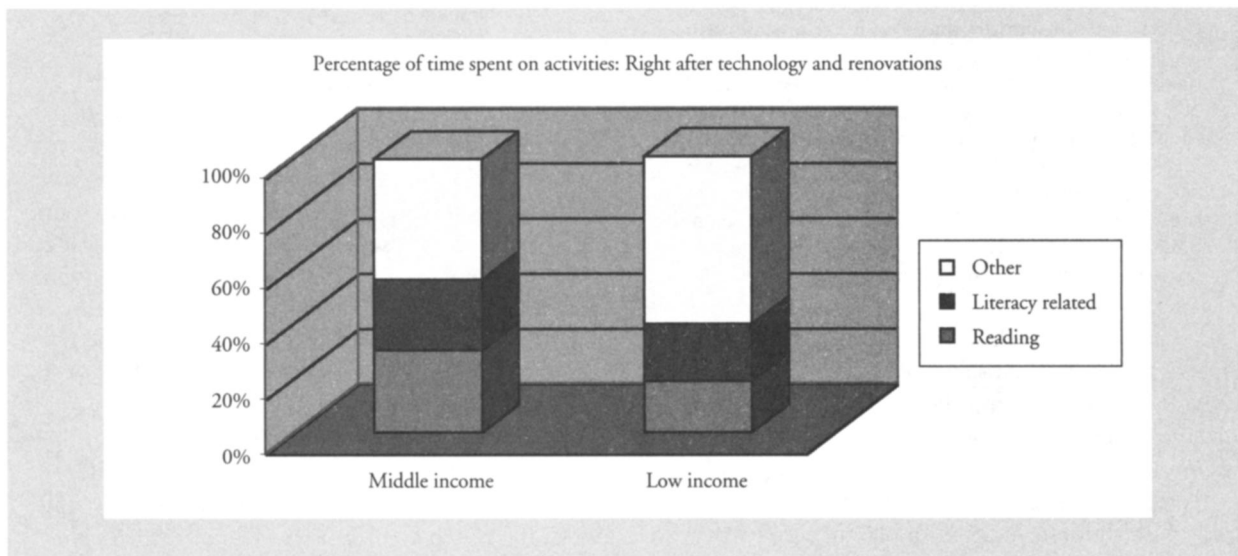 Percentage of time spent on activities: Right after technology and renovations
100%
80%
60%
40%
20%
0%
Middle income
Low income
Other
Literacy related
Reading